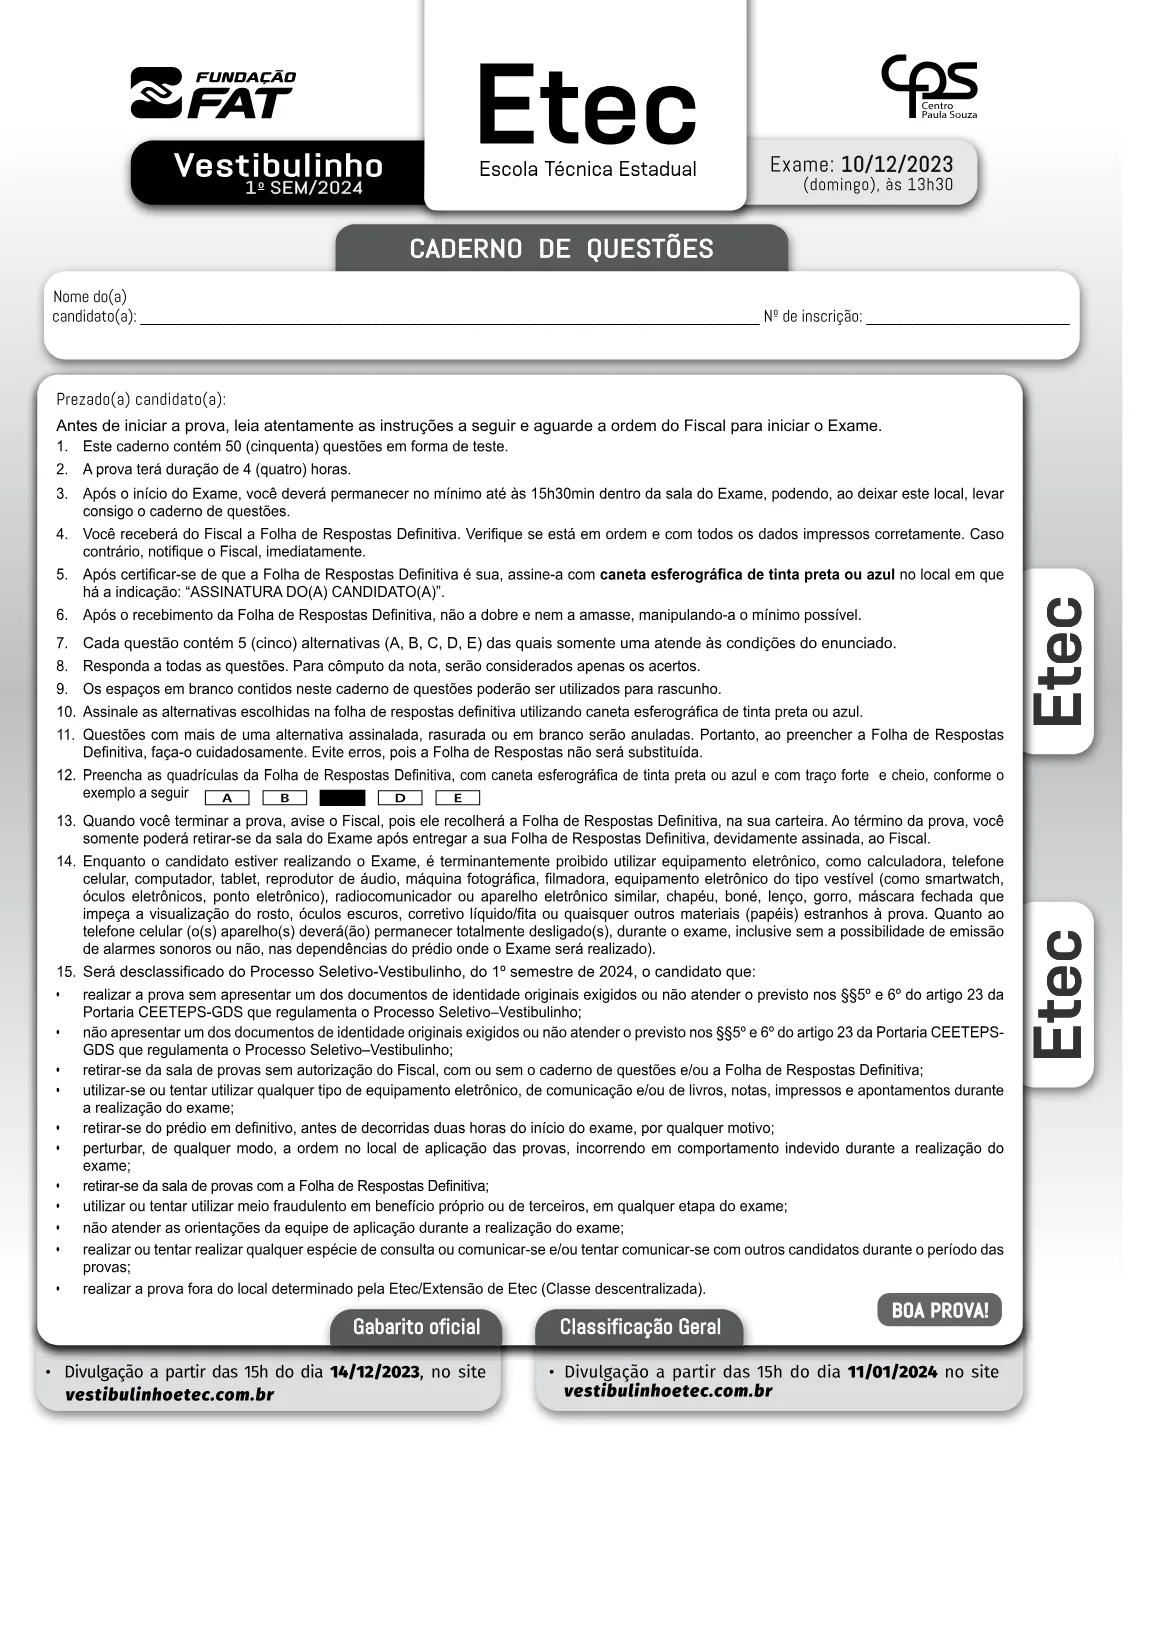 FUNDAÇÃO
FAT
Etec
Escola Técnica Estadual
CPS
Centro
Paula Souza
Vestibulinho
1º SEM/2024
Exame: 10/12/2023
(domingo), às 13h30
CADERNO DE QUESTÕES
Nome do(a)
candidato(a): ______________________________ Nº de inscrição: ____________________
Prezado(a) candidato(a):
Antes de iniciar a prova, leia atentamente as instruções a seguir e aguarde a ordem do Fiscal para iniciar o Exame.
1. Este caderno contém 50 (cinquenta) questões em forma de teste.
2. A prova terá duração de 4 (quatro) horas.
3. Após o início do Exame, você deverá permanecer no mínimo até às 15h30min dentro da sala do Exame, podendo, ao deixar este local, levar
consigo o caderno de questões.
4. Você receberá do Fiscal a Folha de Respostas Definitiva. Verifique se está em ordem e com todos os dados impressos corretamente. Caso
contrário, notifique o Fiscal, imediatamente.
5. Após certificar-se de que a Folha de Respostas Definitiva é sua, assine-a com caneta esferográfica de tinta preta ou azul no local em que
há a indicação: “ASSINATURA DO(A) CANDIDATO(A)”.
6. Após o recebimento da Folha de Respostas Definitiva, não a dobre e nem a amasse, manipulando-a o mínimo possível.
7. Cada questão contém 5 (cinco) alternativas (A, B, C, D, E) das quais somente uma atende às condições do enunciado.
8. Responda a todas as questões. Para cômputo da nota, serão considerados apenas os acertos.
9. Os espaços em branco contidos neste caderno de questões poderão ser utilizados para rascunho.
10. Assinale as alternativas escolhidas na folha de respostas definitiva utilizando caneta esferográfica de tinta preta ou azul.
11. Questões com mais de uma alternativa assinalada, rasurada ou em branco serão anuladas. Portanto, ao preencher a Folha de Respostas
Definitiva, faça-o cuidadosamente. Evite erros, pois a Folha de Respostas não será substituída.
12. Preencha as quadrículas da Folha de Respostas Definitiva, com caneta esferográfica de tinta preta ou azul e com traço forte e cheio, conforme o
exemplo a seguir A B D E
13. Quando você terminar a prova, avise o Fiscal, pois ele recolherá a Folha de Respostas Definitiva, na sua carteira. Ao término da prova, você
somente poderá retirar-se da sala do Exame após entregar a sua Folha de Respostas Definitiva, devidamente assinada, ao Fiscal.
14. Enquanto o candidato estiver realizando o Exame, é terminantemente proibido utilizar equipamento eletrônico, como calculadora, telefone
celular, computador, tablet, reprodutor de áudio, máquina fotográfica, filmadora, equipamento eletrônico do tipo vestível (como smartwatch,
óculos eletrônicos, ponto eletrônico), radiocomunicador ou aparelho eletrônico similar, chapéu, boné, lenço, gorro, máscara fechada que
impeça a visualização do rosto, óculos escuros, corretivo líquido/fita ou quaisquer outros materiais (papéis) estranhos à prova. Quanto ao
telefone celular (o(s) aparelho(s) deverá(ão) permanecer totalmente desligado(s), durante o exame, inclusive sem a possibilidade de emissão
de alarmes sonoros ou não, nas dependências do prédio onde o Exame será realizado).
15. Será desclassificado do Processo Seletivo-Vestibulinho, do 1º semestre de 2024, o candidato que:
• realizar a prova sem apresentar um dos documentos de identidade originais exigidos ou não atender o previsto nos §§5º e 6º do artigo 23 da
Portaria CEETEPS-GDS que regulamenta o Processo Seletivo–Vestibulinho;
• não apresentar um dos documentos de identidade originais exigidos ou não atender o previsto nos §§5º e 6º do artigo 23 da Portaria CEETEPS-
GDS que regulamenta o Processo Seletivo–Vestibulinho;
• retirar-se da sala de provas sem autorização do Fiscal, com ou sem o caderno de questões e/ou a Folha de Respostas Definitiva;
• utilizar-se ou tentar utilizar qualquer tipo de equipamento eletrônico, de comunicação e/ou de livros, notas, impressos e apontamentos durante
a realização do exame;
• retirar-se do prédio em definitivo, antes de decorridas duas horas do início do exame, por qualquer motivo;
• perturbar, de qualquer modo, a ordem no local de aplicação das provas, incorrendo em comportamento indevido durante a realização do
exame;
• retirar-se da sala de provas com a Folha de Respostas Definitiva;
• utilizar ou tentar utilizar meio fraudulento em benefício próprio ou de terceiros, em qualquer etapa do exame;
• não atender as orientações da equipe de aplicação durante a realização do exame;
• realizar ou tentar realizar qualquer espécie de consulta ou comunicar-se e/ou tentar comunicar-se com outros candidatos durante o período das
provas;
• realizar a prova fora do local determinado pela Etec/Extensão de Etec (Classe descentralizada).
BOA PROVA!
Etec
Etec
Gabarito oficial
• Divulgação a partir das 15h do dia 14/12/2023, no site
vestibulinhoetec.com.br
Classificação Geral
• Divulgação a partir das 15h do dia 11/01/2024 no site
vestibulinhoetec.com.br